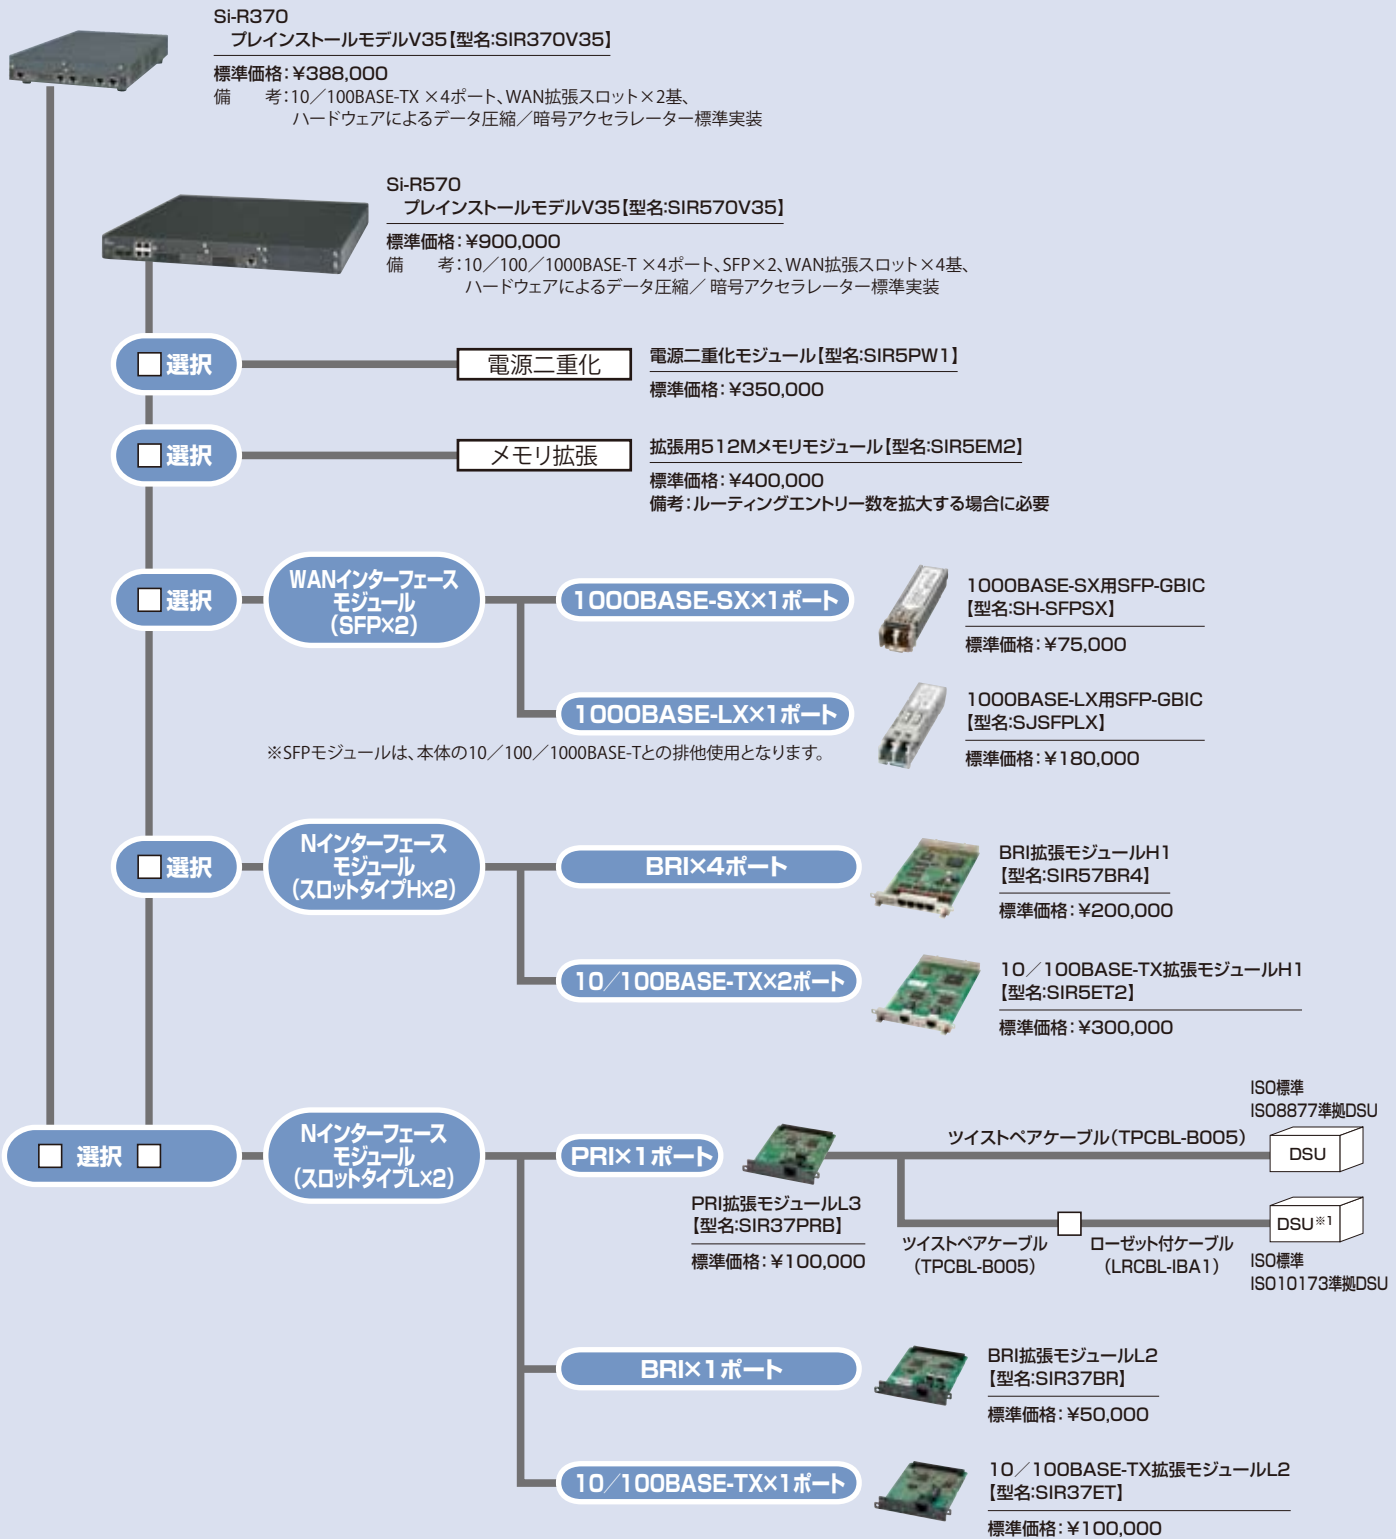 Si-R370
プレインストールモデルV35【型名:SIR370V35】
標準価格：¥388,000
備　　考：10／100BASE-TX ×4ポート、WAN拡張スロット×2基、
ハードウェアによるデータ圧縮／暗号アクセラレーター標準実装
Si-R570
プレインストールモデルV35【型名:SIR570V35】
標準価格：¥900,000
備　　考：10／100／1000BASE-T ×4ポート、SFP×2、WAN拡張スロット×4基、
ハードウェアによるデータ圧縮／ 暗号アクセラレーター標準実装
□選択
電源二重化
電源二重化モジュール【型名:SIR5PW1】
標準価格：¥350,000
□選択
メモリ拡張
拡張用512Mメモリモジュール【型名:SIR5EM2】
標準価格：¥400,000
備考：ルーティングエントリー数を拡大する場合に必要
□選択
WANインターフェース
モジュール
（SFP×2）
1000BASE-SX×1ポート
1000BASE-SX用SFP-GBIC
【型名:SH-SFPSX】
標準価格：¥75,000
1000BASE-LX×1ポート
1000BASE-LX用SFP-GBIC
【型名:SJSFPLX】
標準価格：¥180,000
※SFPモジュールは、本体の10／100／1000BASE-Tとの排他使用となります。
□選択
Nインターフェース
モジュール
（スロットタイプH×2）
BRI×4ポート
BRI拡張モジュールH1
【型名:SIR57BR4】
標準価格：¥200,000
10／100BASE-TX×2ポート
10／100BASE-TX拡張モジュールH1
【型名:SIR5ET2】
標準価格：¥300,000
□ 選択 □
Nインターフェース
モジュール
（スロットタイプL×2）
PRI×1ポート
PRI拡張モジュールL3
【型名:SIR37PRB】
標準価格：¥100,000
ツイストペアケーブル（TPCBL-B005）
ISO標準
ISO8877準拠DSU
DSU
ツイストペアケーブル
（TPCBL-B005）
ローゼット付ケーブル
（LRCBL-IBA1）
DSU※1
ISO標準
ISO10173準拠DSU
BRI×1ポート
BRI拡張モジュールL2
【型名:SIR37BR】
標準価格：¥50,000
10／100BASE-TX×1ポート
10／100BASE-TX拡張モジュールL2
【型名:SIR37ET】
標準価格：¥100,000